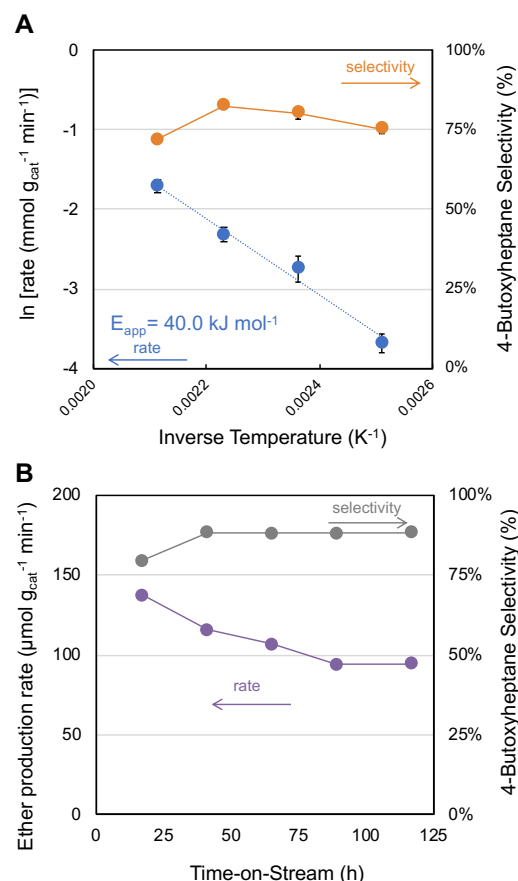 A
0
100%
selectivity
-1
75%
-2
50%
-3
25%
E_app = 40.0 kJ mol⁻¹
rate
-4
0%
ln [rate (mmol g_cat⁻¹ min⁻¹)]
4-Butoxyheptane Selectivity (%)
0.0020
0.0022
0.0024
0.0026
Inverse Temperature (K⁻¹)
B
200
100%
selectivity
150
75%
100
50%
rate
50
25%
0
0%
Ether production rate (μmol g_cat⁻¹ min⁻¹)
4-Butoxyheptane Selectivity (%)
0 25 50 75 100 125
Time-on-Stream (h)